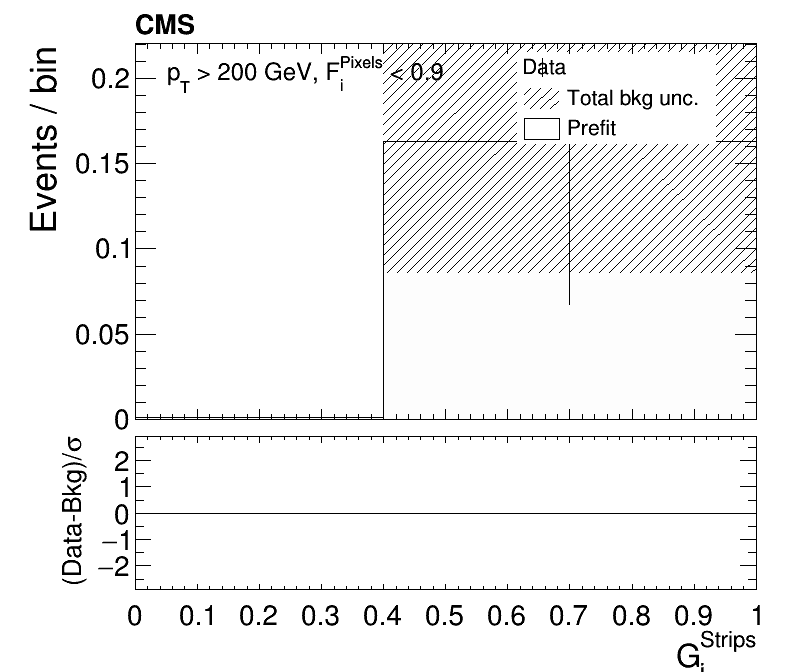 CMS
p_T > 200 GeV, F_i^Pixels < 0.9
Data
Total bkg unc.
Prefit
Events / bin
0.2
0.15
0.1
0.05
0
(Data-Bkg)/σ
2
1
0
−1
−2
0 0.1 0.2 0.3 0.4 0.5 0.6 0.7 0.8 0.9 1
G_i^Strips